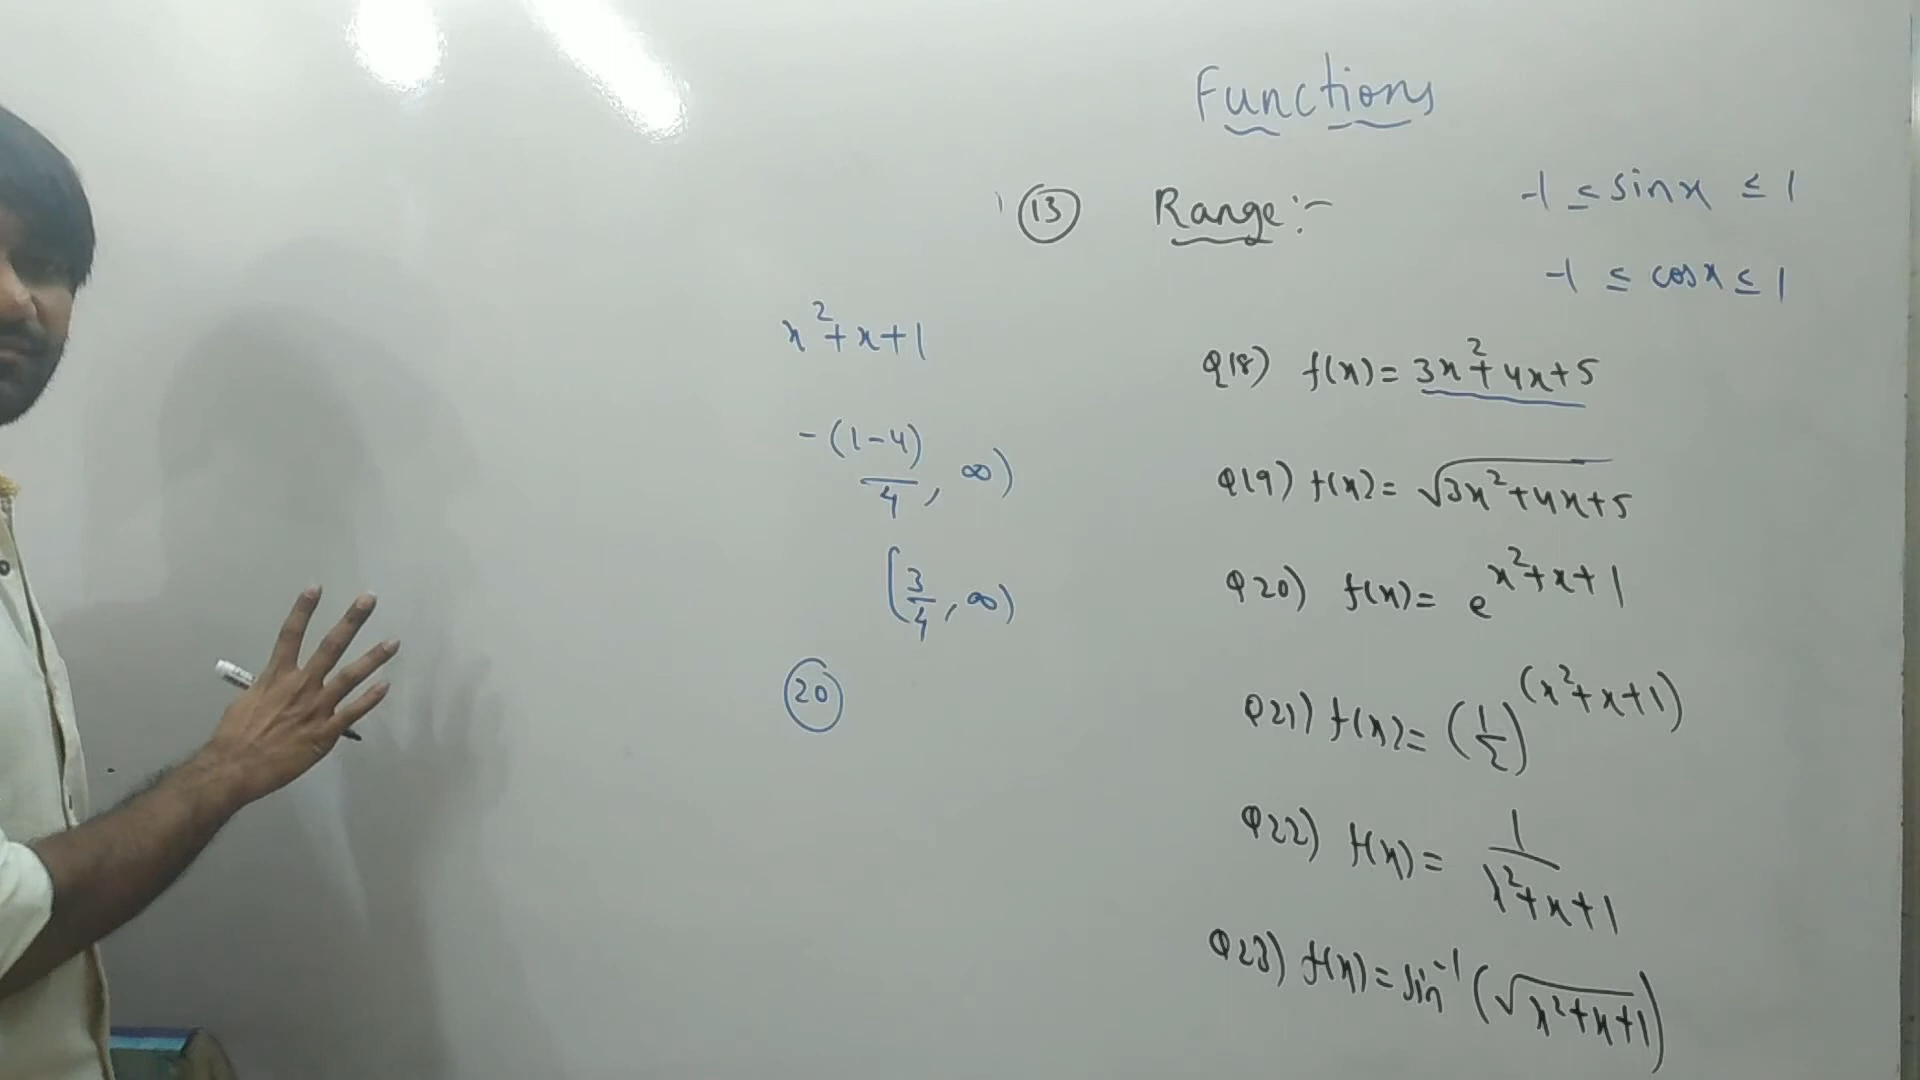 Functions
13 Range:-
-1 ≤ sinx ≤ 1
-1 ≤ cosx ≤ 1
x²+x+1
-(1-4)/4, ∞)
[3/4, ∞)
20
Q18) f(x) = 3x²+4x+5
Q19) f(x) = √3x²+4x+5
Q20) f(x) = e^x²+x+1
Q21) f(x) = (1/2)^(x²+x+1)
Q22) f(x) = 1/x²+x+1
Q23) f(x) = sin⁻¹(√x²+x+1)